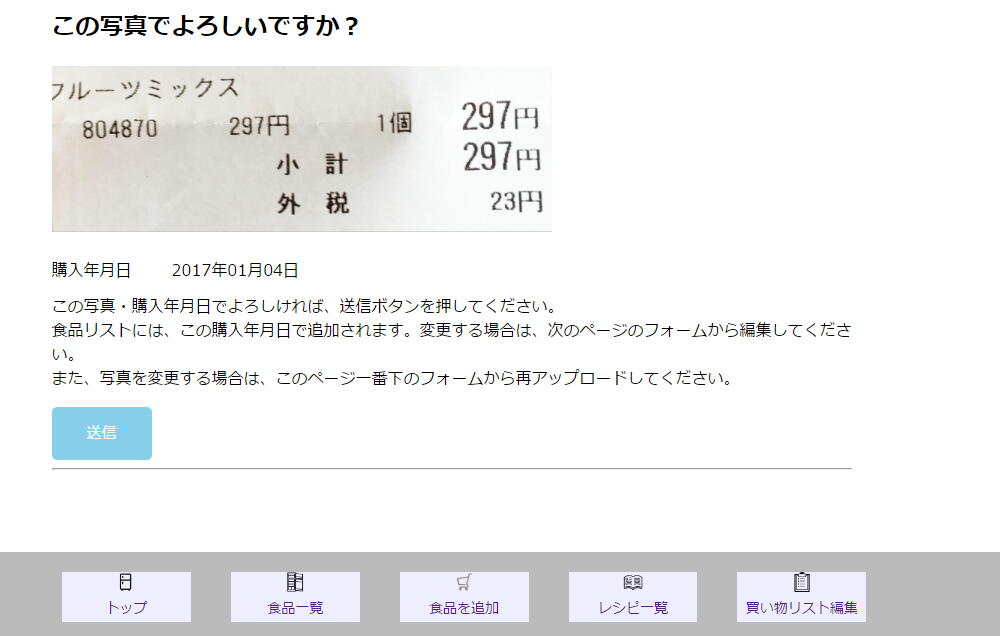 この写真でよろしいですか？
フルーツミックス
804870 297円 1個 297円
小 計 297円
外 税 23円
購入年月日 2017年01月04日
この写真・購入年月日でよろしければ、送信ボタンを押してください。
食品リストには、この購入年月日で追加されます。変更する場合は、次のページのフォームから編集してくださ
い。
また、写真を変更する場合は、このページ一番下のフォームから再アップロードしてください。
送信
トップ 食品一覧 食品を追加 レシピ一覧 買い物リスト編集